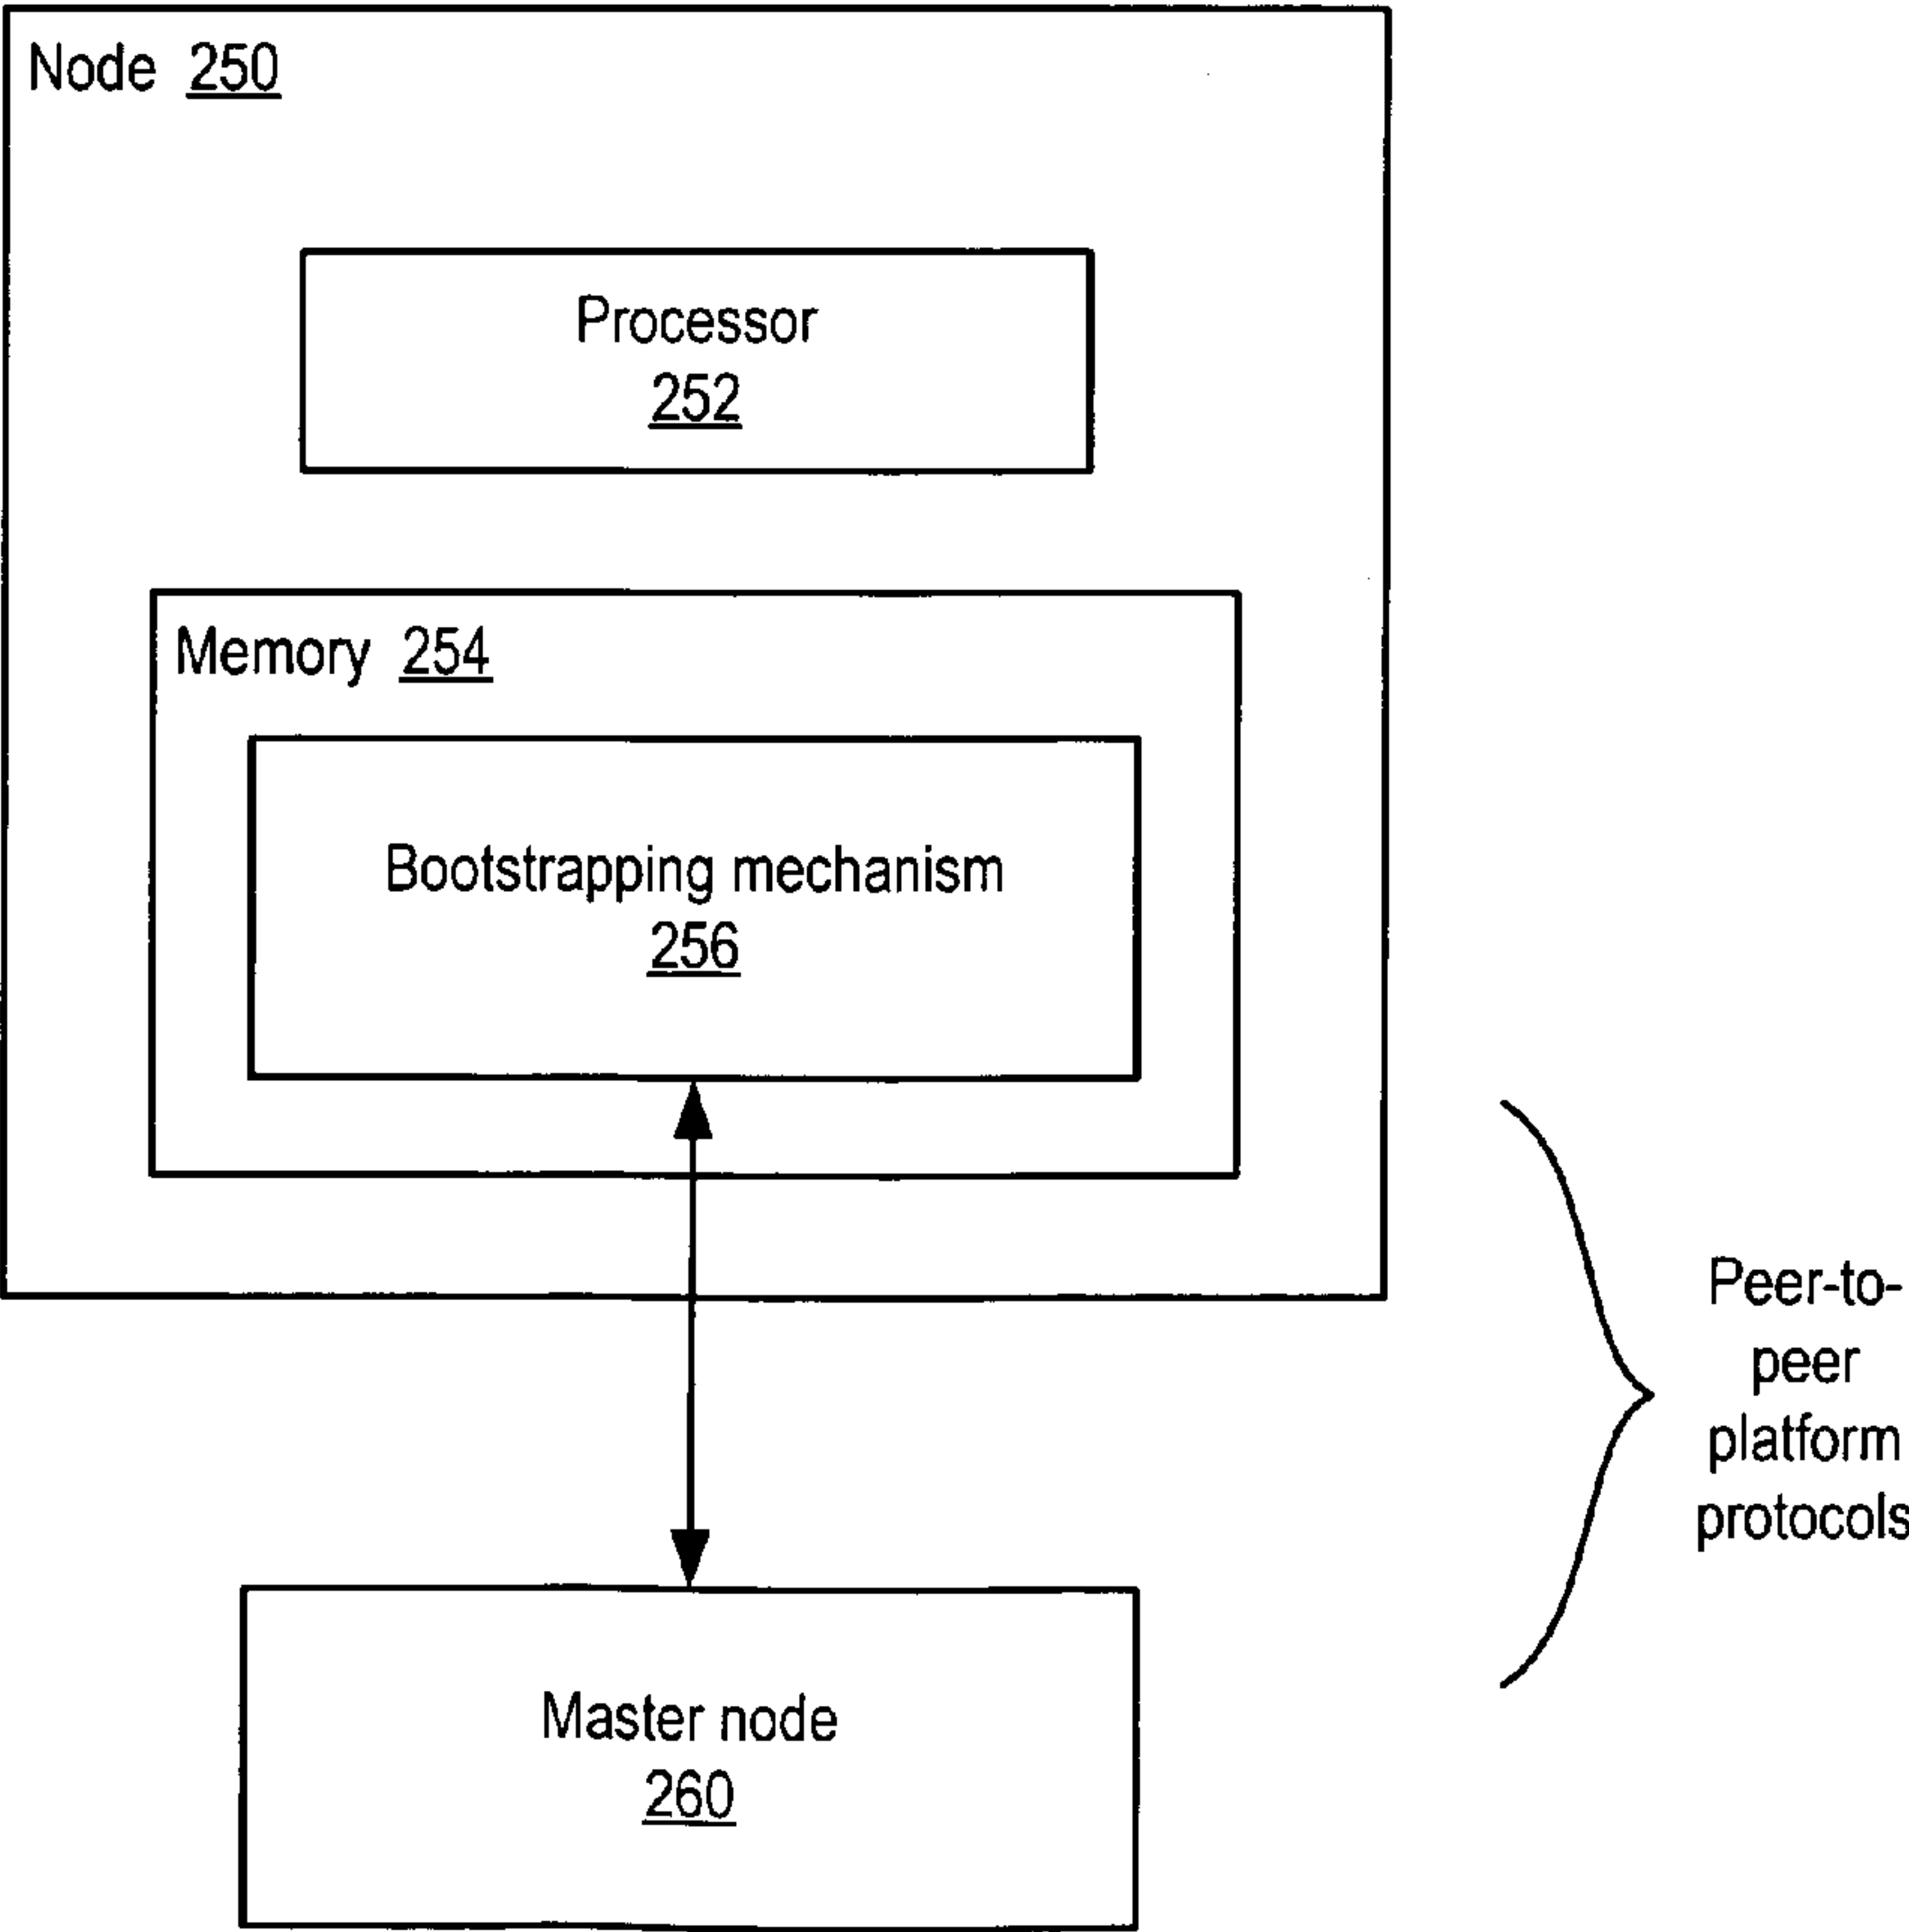 Node 250
Processor
252
Memory 254
Bootstrapping mechanism
256
Peer-to-
peer
platform
protocols
Master node
260